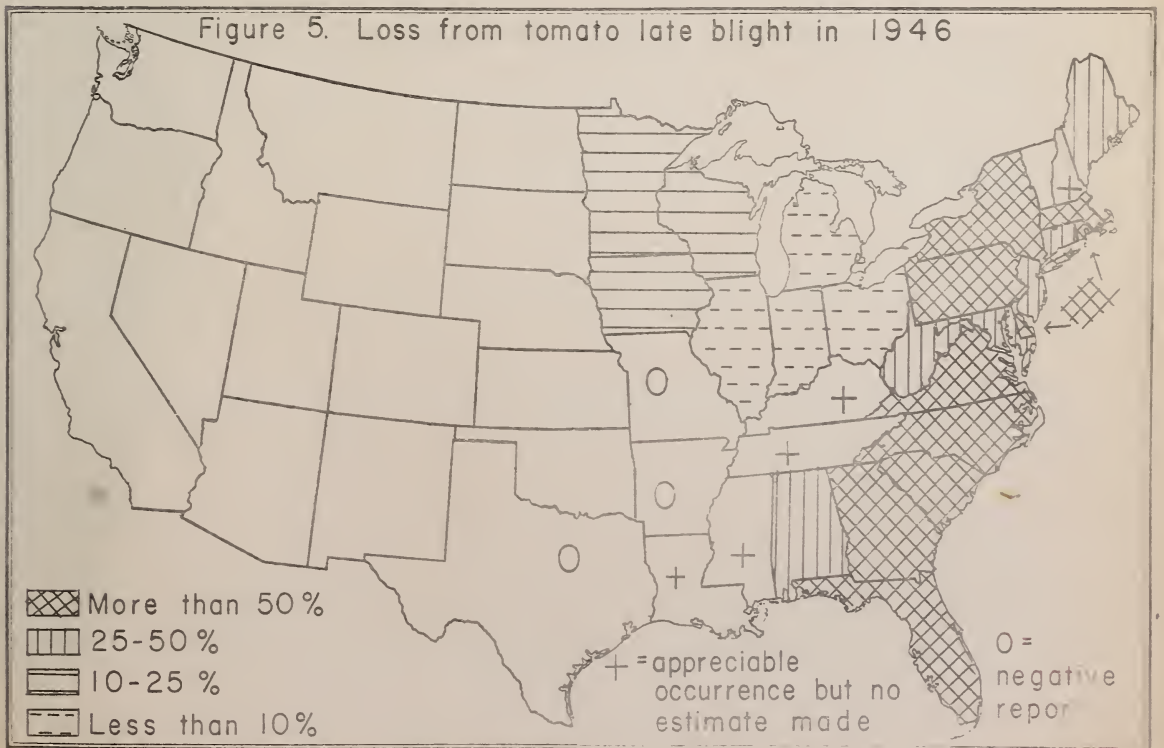 Figure 5. Loss from tomato late blight in 1946
+
O
+
+
O
O
+
+
More than 50%
25-50 %
10-25 %
Less than 10%
+ = appreciable
occurrence but no
estimate made
O =
negative
repor